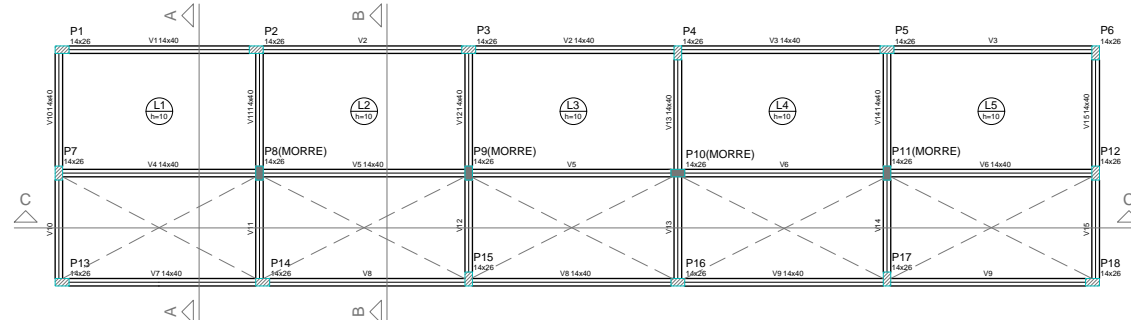 A
B
P1
14x26
P2
14x26
P3
14x26
P4
14x26
P5
14x26
P6
14x26
V1 14x40
V2
V2 14x40
V3 14x40
V3
V10 14x40
V11 14x40
V12 14x40
V13 14x40
V14 14x40
V15 14x40
L1
h=10
L2
h=10
L3
h=10
L4
h=10
L5
h=10
P7
14x26
P8(MORRE)
14x26
P9(MORRE)
14x26
P10(MORRE)
14x26
P11(MORRE)
14x26
P12
14x26
V4 14x40
V5 14x40
V5
V6
V6 14x40
C
C
V10
V11
V12
V13
V14
V15
P13
14x26
P14
14x26
P15
14x26
P16
14x26
P17
14x26
P18
14x26
V7 14x40
V8
V8 14x40
V9 14x40
V9
A
B